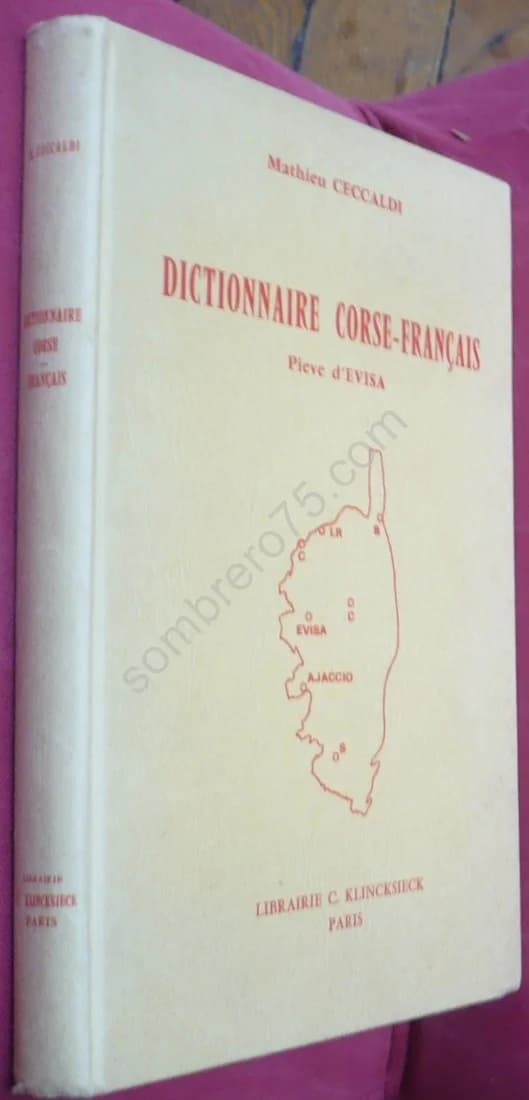 Mathieu CECCALDI
DICTIONNAIRE CORSE-FRANÇAIS
Pieve d'EVISA
LR
B
C
C
EVISA
AJACCIO
S
LIBRAIRIE C. KLINCKSIECK
PARIS
CECCALDI
DICTIONNAIRE
CORSE
-
FRANÇAIS
LIBRAIRIE
KLINCKSIECK
PARIS
sombrero75.com